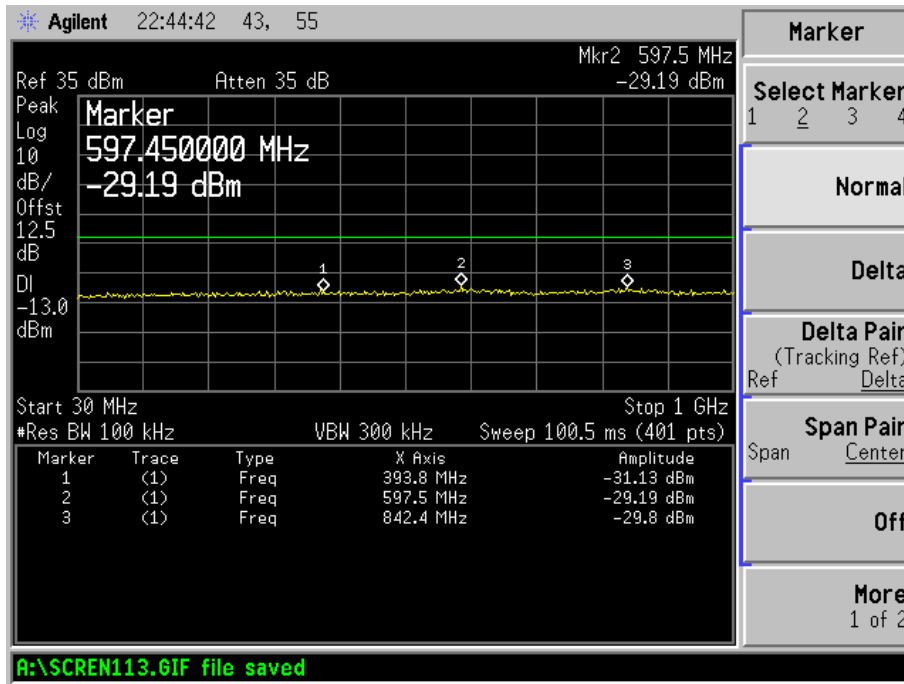 Agilent 22:44:42 43, 55
Mkr2 597.5 MHz
Ref 35 dBm Atten 35 dB -29.19 dBm
Peak
Log
10
dB/
Offst
12.5
dB
DI
-13.0
dBm
Marker
597.450000 MHz
-29.19 dBm
1 2 3
Start 30 MHz Stop 1 GHz
#Res BW 100 kHz VBW 300 kHz Sweep 100.5 ms (401 pts)
Marker Trace Type X Axis Amplitude
1 (1) Freq 393.8 MHz -31.13 dBm
2 (1) Freq 597.5 MHz -29.19 dBm
3 (1) Freq 842.4 MHz -29.8 dBm
A:\SCREN113.GIF file saved
Marker
Select Marker
1 2 3 4
Normal
Delta
Delta Pair
(Tracking Ref)
Ref Delta
Span Pair
Span Center
Off
More
1 of 2